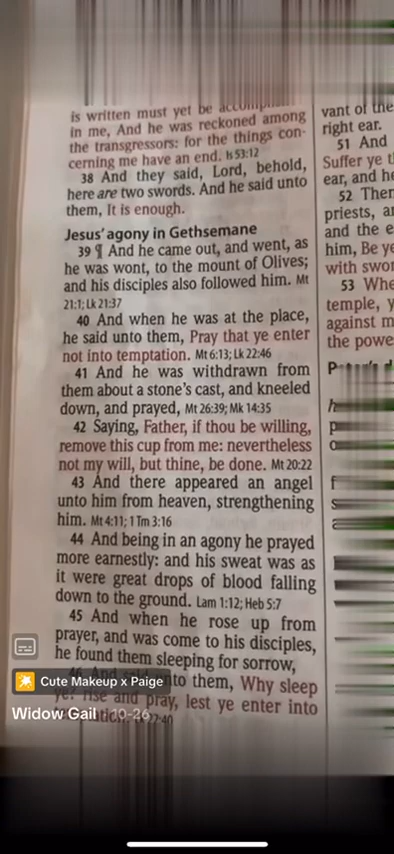 is written must yet be accomplish
in me, And he was reckoned among
the transgressors: for the things con-
cerning me have an end. Is 53:12
38 And they said, Lord, behold,
here are two swords. And he said unto
them, It is enough.
Jesus' agony in Gethsemane
39 ¶ And he came out, and went, as
he was wont, to the mount of Olives;
and his disciples also followed him. Mt
21:1; Lk 21:37
40 And when he was at the place,
he said unto them, Pray that ye enter
not into temptation. Mt 6:13; Lk 22:46
41 And he was withdrawn from
them about a stone's cast, and kneeled
down, and prayed, Mt 26:39; Mk 14:35
42 Saying, Father, if thou be willing,
remove this cup from me: nevertheless
not my will, but thine, be done. Mt 20:22
43 And there appeared an angel
unto him from heaven, strengthening
him. Mt 4:11; 1 Tm 3:16
44 And being in an agony he prayed
more earnestly: and his sweat was as
it were great drops of blood falling
down to the ground. Lam 1:12; Heb 5:7
45 And when he rose up from
prayer, and was come to his disciples,
he found them sleeping for sorrow,
46 And said unto them, Why sleep
ye? rise and pray, lest ye enter into
vant of the
right ear.
51 And
Suffer ye t
ear, and he
52 Then
priests, a
and the e
him, Be ye
with swor
53 Whe
temple, y
against m
the powe
Cute Makeup x Paige
Widow Gail 10-26